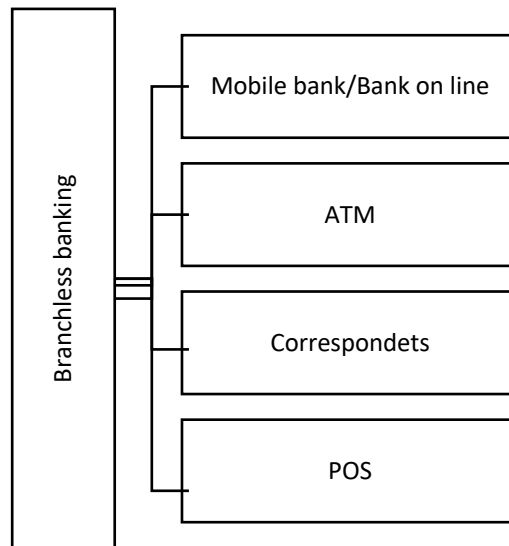 Branchless banking
Mobile bank/Bank on line
ATM
Correspondets
POS